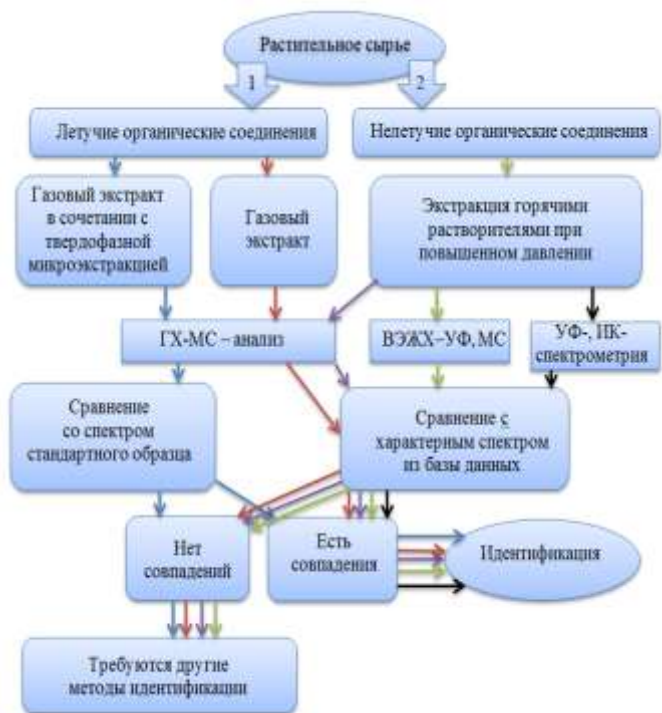 Растительное сырье
1
2
Летучие органические соединения
Нелетучие органические соединения
Газовый экстракт
в сочетании с
твердофазной
микроэкстракцией
Газовый
экстракт
Экстракция горячими
растворителями при
повышенном давлении
ГХ-МС – анализ
ВЭЖХ–УФ, МС
УФ-, ИК-
спектрометрия
Сравнение
со спектром
стандартного образца
Сравнение с
характерным спектром
из базы данных
Нет
совпадений
Есть
совпадения
Идентификация
Требуются другие
методы идентификации